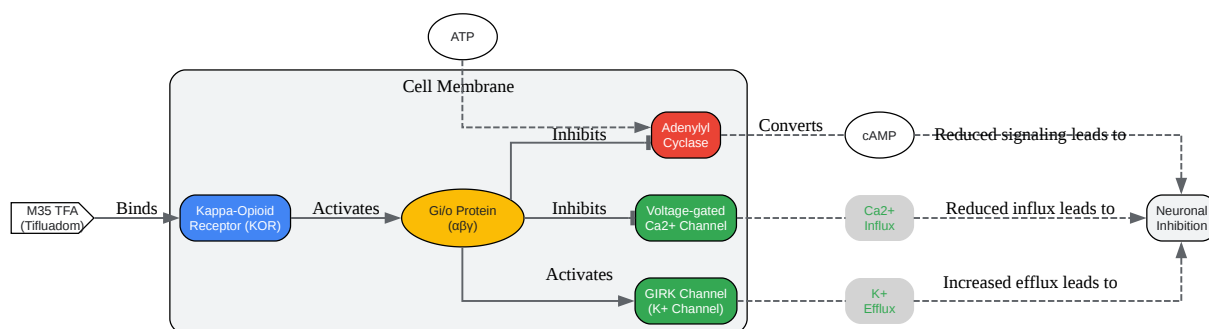 ATP
Cell Membrane
Inhibits
Adenylyl
Cyclase
Converts
cAMP
Reduced signaling leads to
M35 TFA
(Tifluadom)
Binds
Kappa-Opioid
Receptor (KOR)
Activates
Gi/o Protein
(αβγ)
Inhibits
Voltage-gated
Ca2+ Channel
Ca2+
Influx
Reduced influx leads to
Neuronal
Inhibition
Activates
GIRK Channel
(K+ Channel)
K+
Efflux
Increased efflux leads to